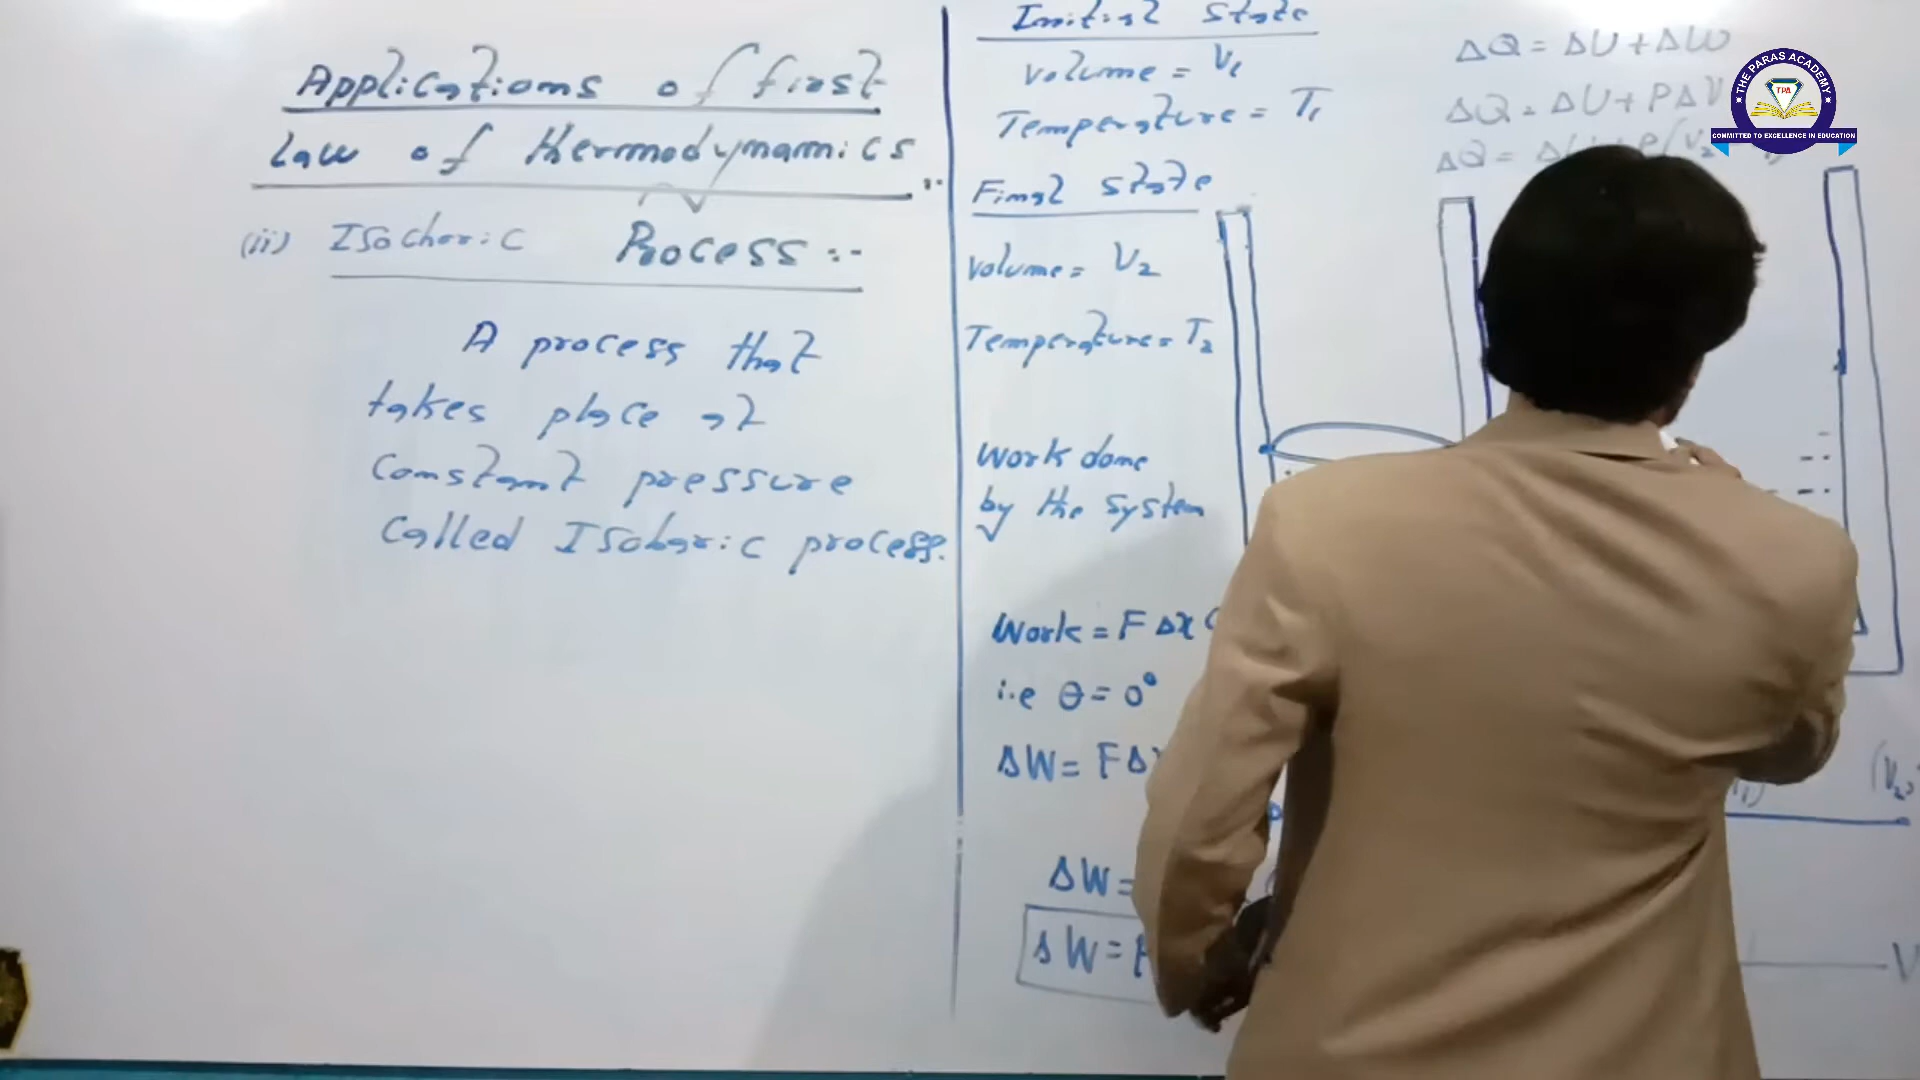 Applications of first
Law of thermodynamics :-
(ii) Isochoric Process :-
A process that
takes place at
constant pressure
called Isobaric process.
Initial state
Volume = V1
Temperature = T1
Final state
Volume = V2
Temperature = T2
Work done
by the system
Work = F Δx
i.e θ = 0°
ΔW = FΔx
ΔW =
ΔW = P
ΔQ = ΔU + ΔW
ΔQ = ΔU + PΔV
ΔQ =
(V2,
V
THE PARAS ACADEMY
TPA
COMMITTED TO EXCELLENCE IN EDUCATION